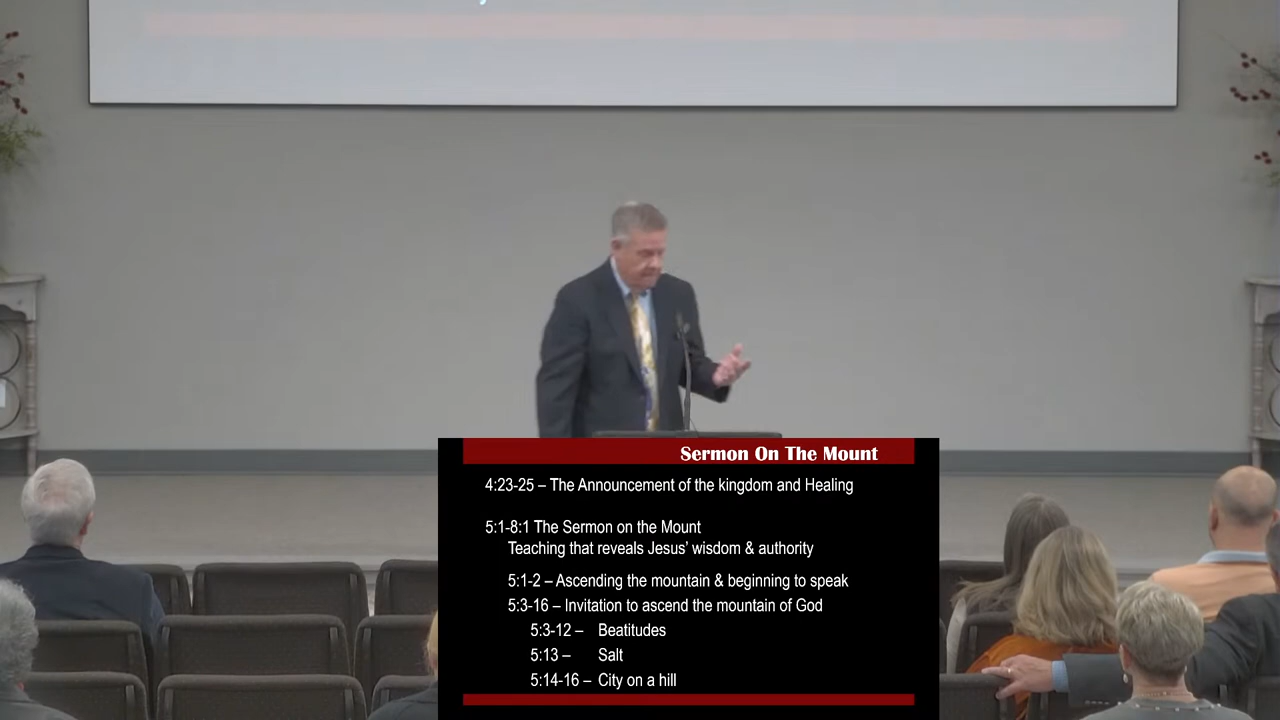 Sermon On The Mount
4:23-25 – The Announcement of the kingdom and Healing
5:1-8:1 The Sermon on the Mount
Teaching that reveals Jesus’ wisdom & authority
5:1-2 – Ascending the mountain & beginning to speak
5:3-16 – Invitation to ascend the mountain of God
5:3-12 – Beatitudes
5:13 – Salt
5:14-16 – City on a hill